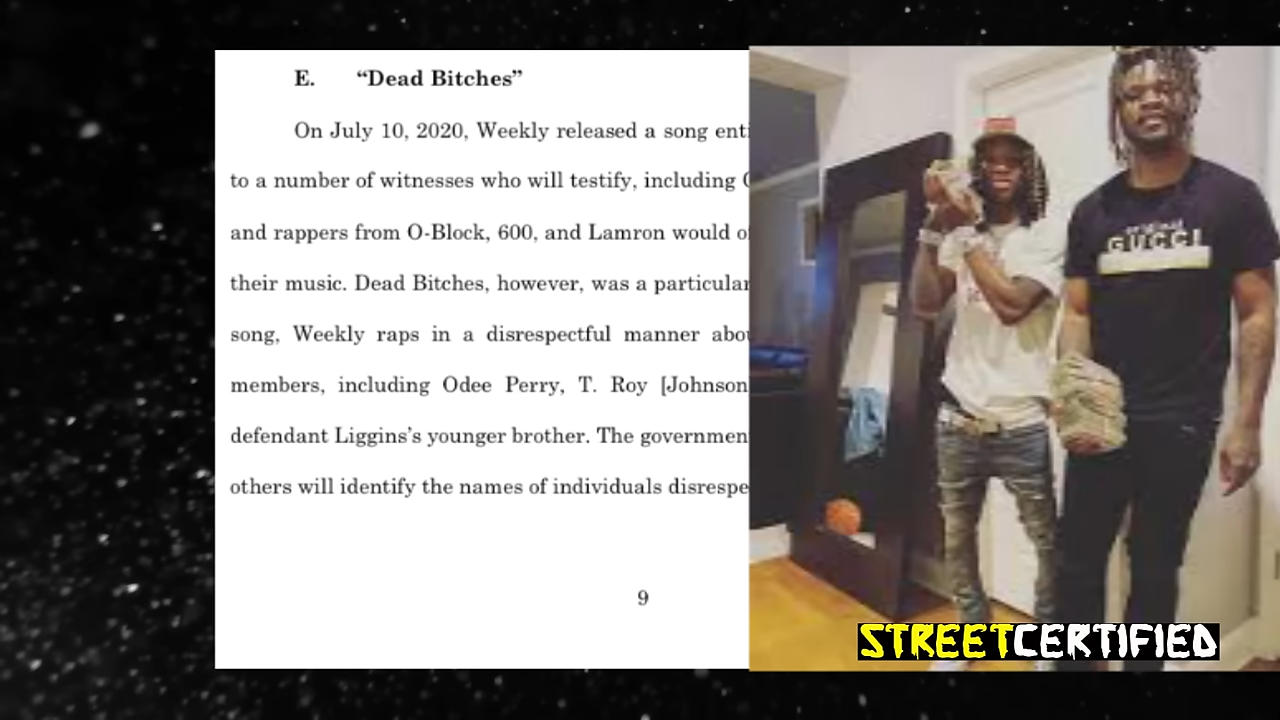 E. “Dead Bitches”
On July 10, 2020, Weekly released a song enti
to a number of witnesses who will testify, including
and rappers from O-Block, 600, and Lamron would o
their music. Dead Bitches, however, was a particular
song, Weekly raps in a disrespectful manner abou
members, including Odee Perry, T. Roy [Johnson
defendant Liggins’s younger brother. The governmen
others will identify the names of individuals disrespe
9
GUCCI
STREETCERTIFIED